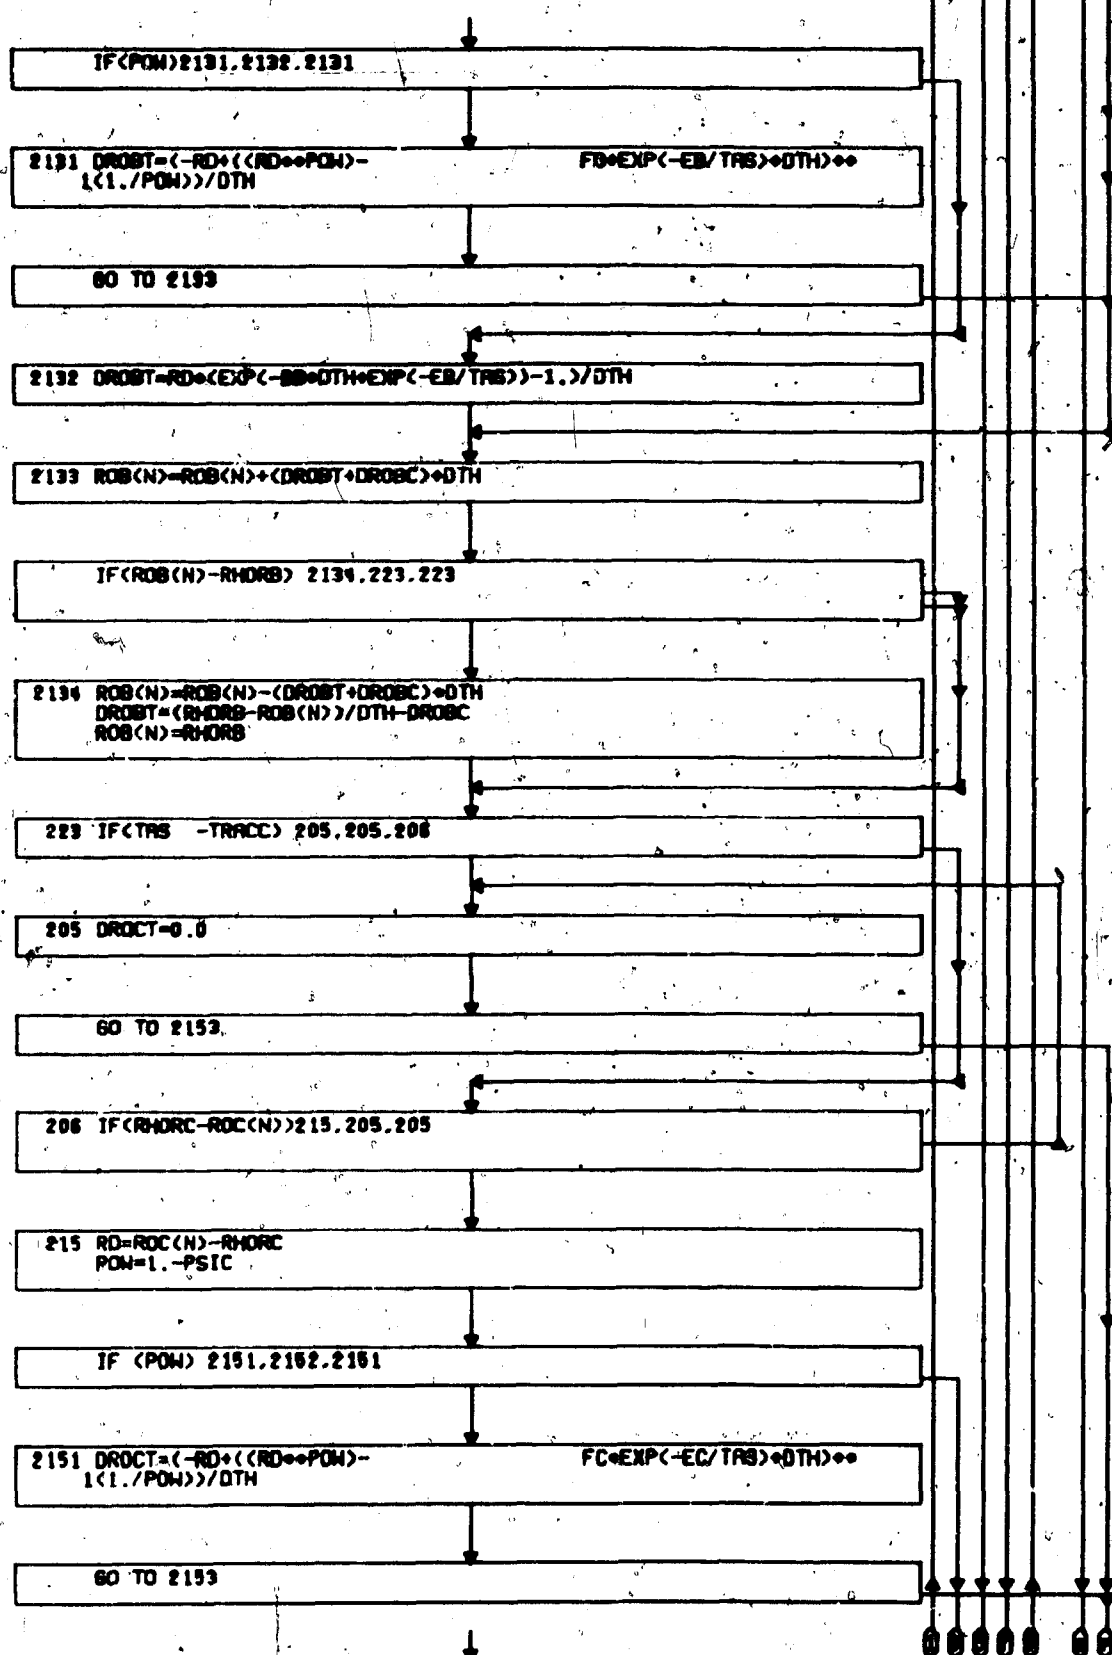 IF(POW)2131,2132,2131
2131 DROBT=(-RD+((RD**POW)- FB*EXP(-EB/TAS)*DTH)**
1(1./POW))/DTH
GO TO 2133
2132 DROBT=RD*(EXP(-BB*DTH*EXP(-EB/TAS))-1.)/DTH
2133 ROB(N)=ROB(N)+(DROBT+DROBC)*DTH
IF(ROB(N)-RHORB) 2134,223,223
2134 ROB(N)=ROB(N)-(DROBT+DROBC)*DTH
DROBT=(RHORB-ROB(N))/DTH-DROBC
ROB(N)=RHORB
223 IF(TAS -TRACC) 205,205,206
205 DROCT=0.0
GO TO 2153
206 IF(RHORC-ROC(N))215,205,205
215 RD=ROC(N)-RHORC
POW=1.-PSIC
IF (POW) 2151,2152,2151
2151 DROCT=(-RD+((RD**POW)- FC*EXP(-EC/TAS)*DTH)**
1(1./POW))/DTH
GO TO 2153